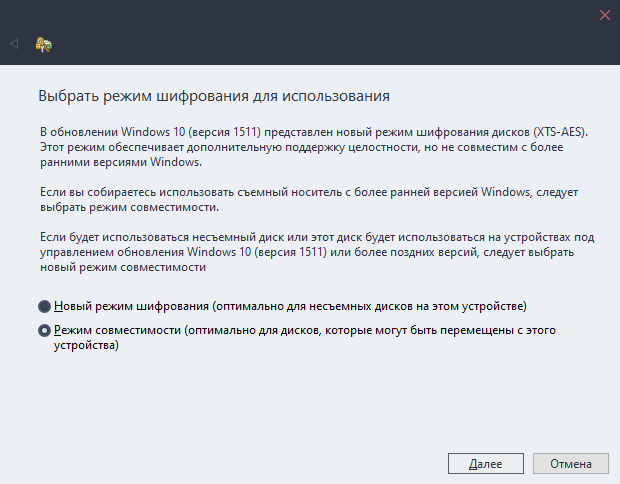 Выбрать режим шифрования для использования
В обновлении Windows 10 (версия 1511) представлен новый режим шифрования дисков (XTS-AES).
Этот режим обеспечивает дополнительную поддержку целостности, но не совместим с более
ранними версиями Windows.
Если вы собираетесь использовать съемный носитель с более ранней версией Windows, следует
выбрать режим совместимости.
Если будет использоваться несъемный диск или этот диск будет использоваться на устройствах под
управлением обновления Windows 10 (версия 1511) или более поздних версий, следует выбрать
новый режим совместимости
Новый режим шифрования (оптимально для несъемных дисков на этом устройстве)
Режим совместимости (оптимально для дисков, которые могут быть перемещены с этого
устройства)
Далее
Отмена